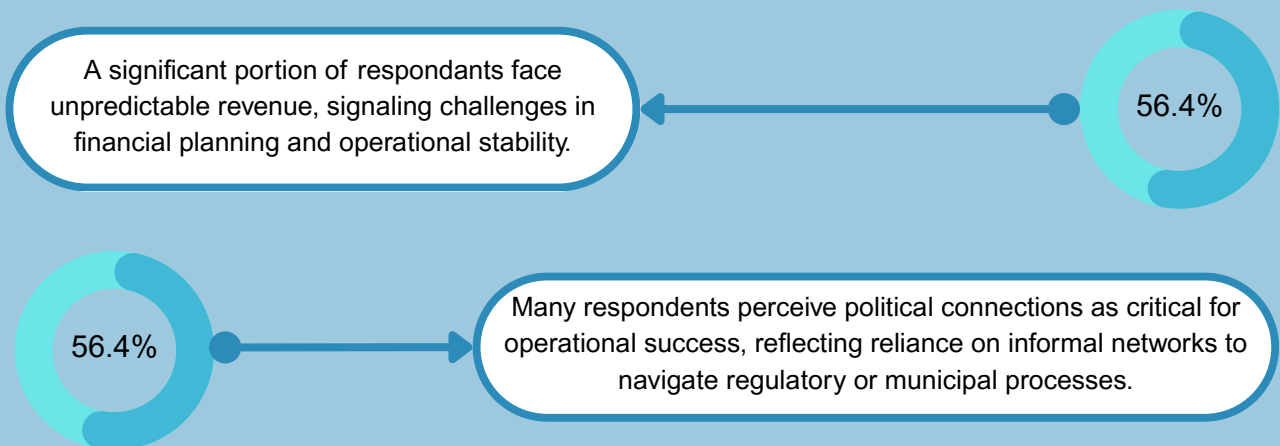 A significant portion of respondants face
unpredictable revenue, signaling challenges in
financial planning and operational stability.
56.4%
56.4%
Many respondents perceive political connections as critical for
operational success, reflecting reliance on informal networks to
navigate regulatory or municipal processes.